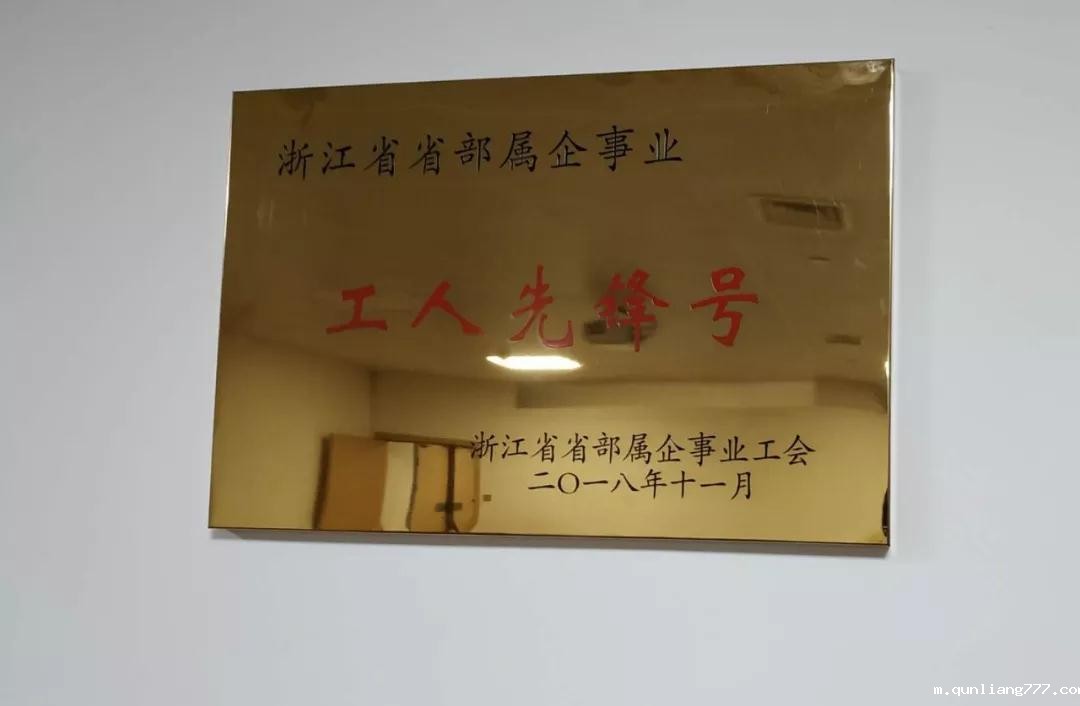 浙江省省部属企事业
工人先锋号
浙江省省部属企事业工会
二〇一八年十一月
m.qunliang777.com